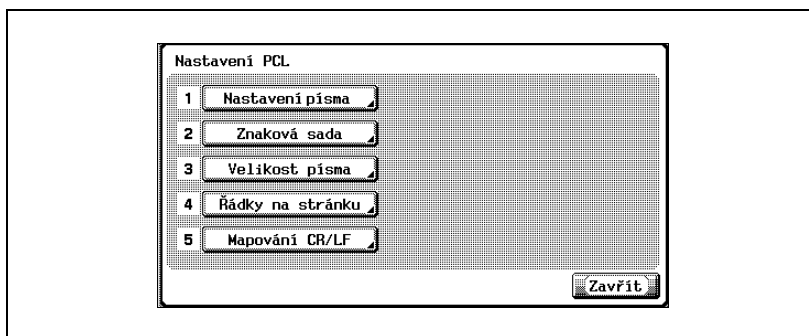 Nastavení PCL
1 Nastavení písma
2 Znaková sada
3 Velikost písma
4 Řádky na stránku
5 Mapování CR/LF
Zavřít